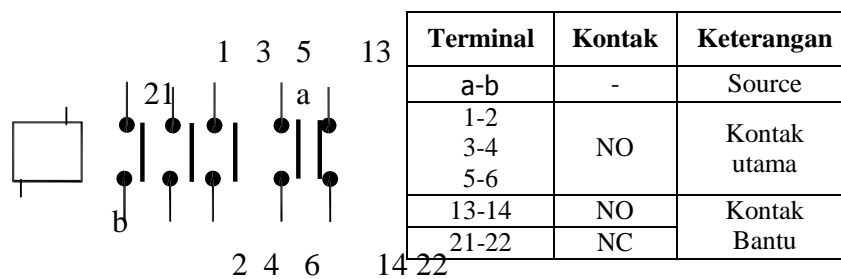 1 3 5 13
21 a
b
2 4 6 14 22
Terminal Kontak Keterangan
a-b - Source
1-2
3-4 NO Kontak utama
5-6
13-14 NO Kontak
21-22 NC Bantu